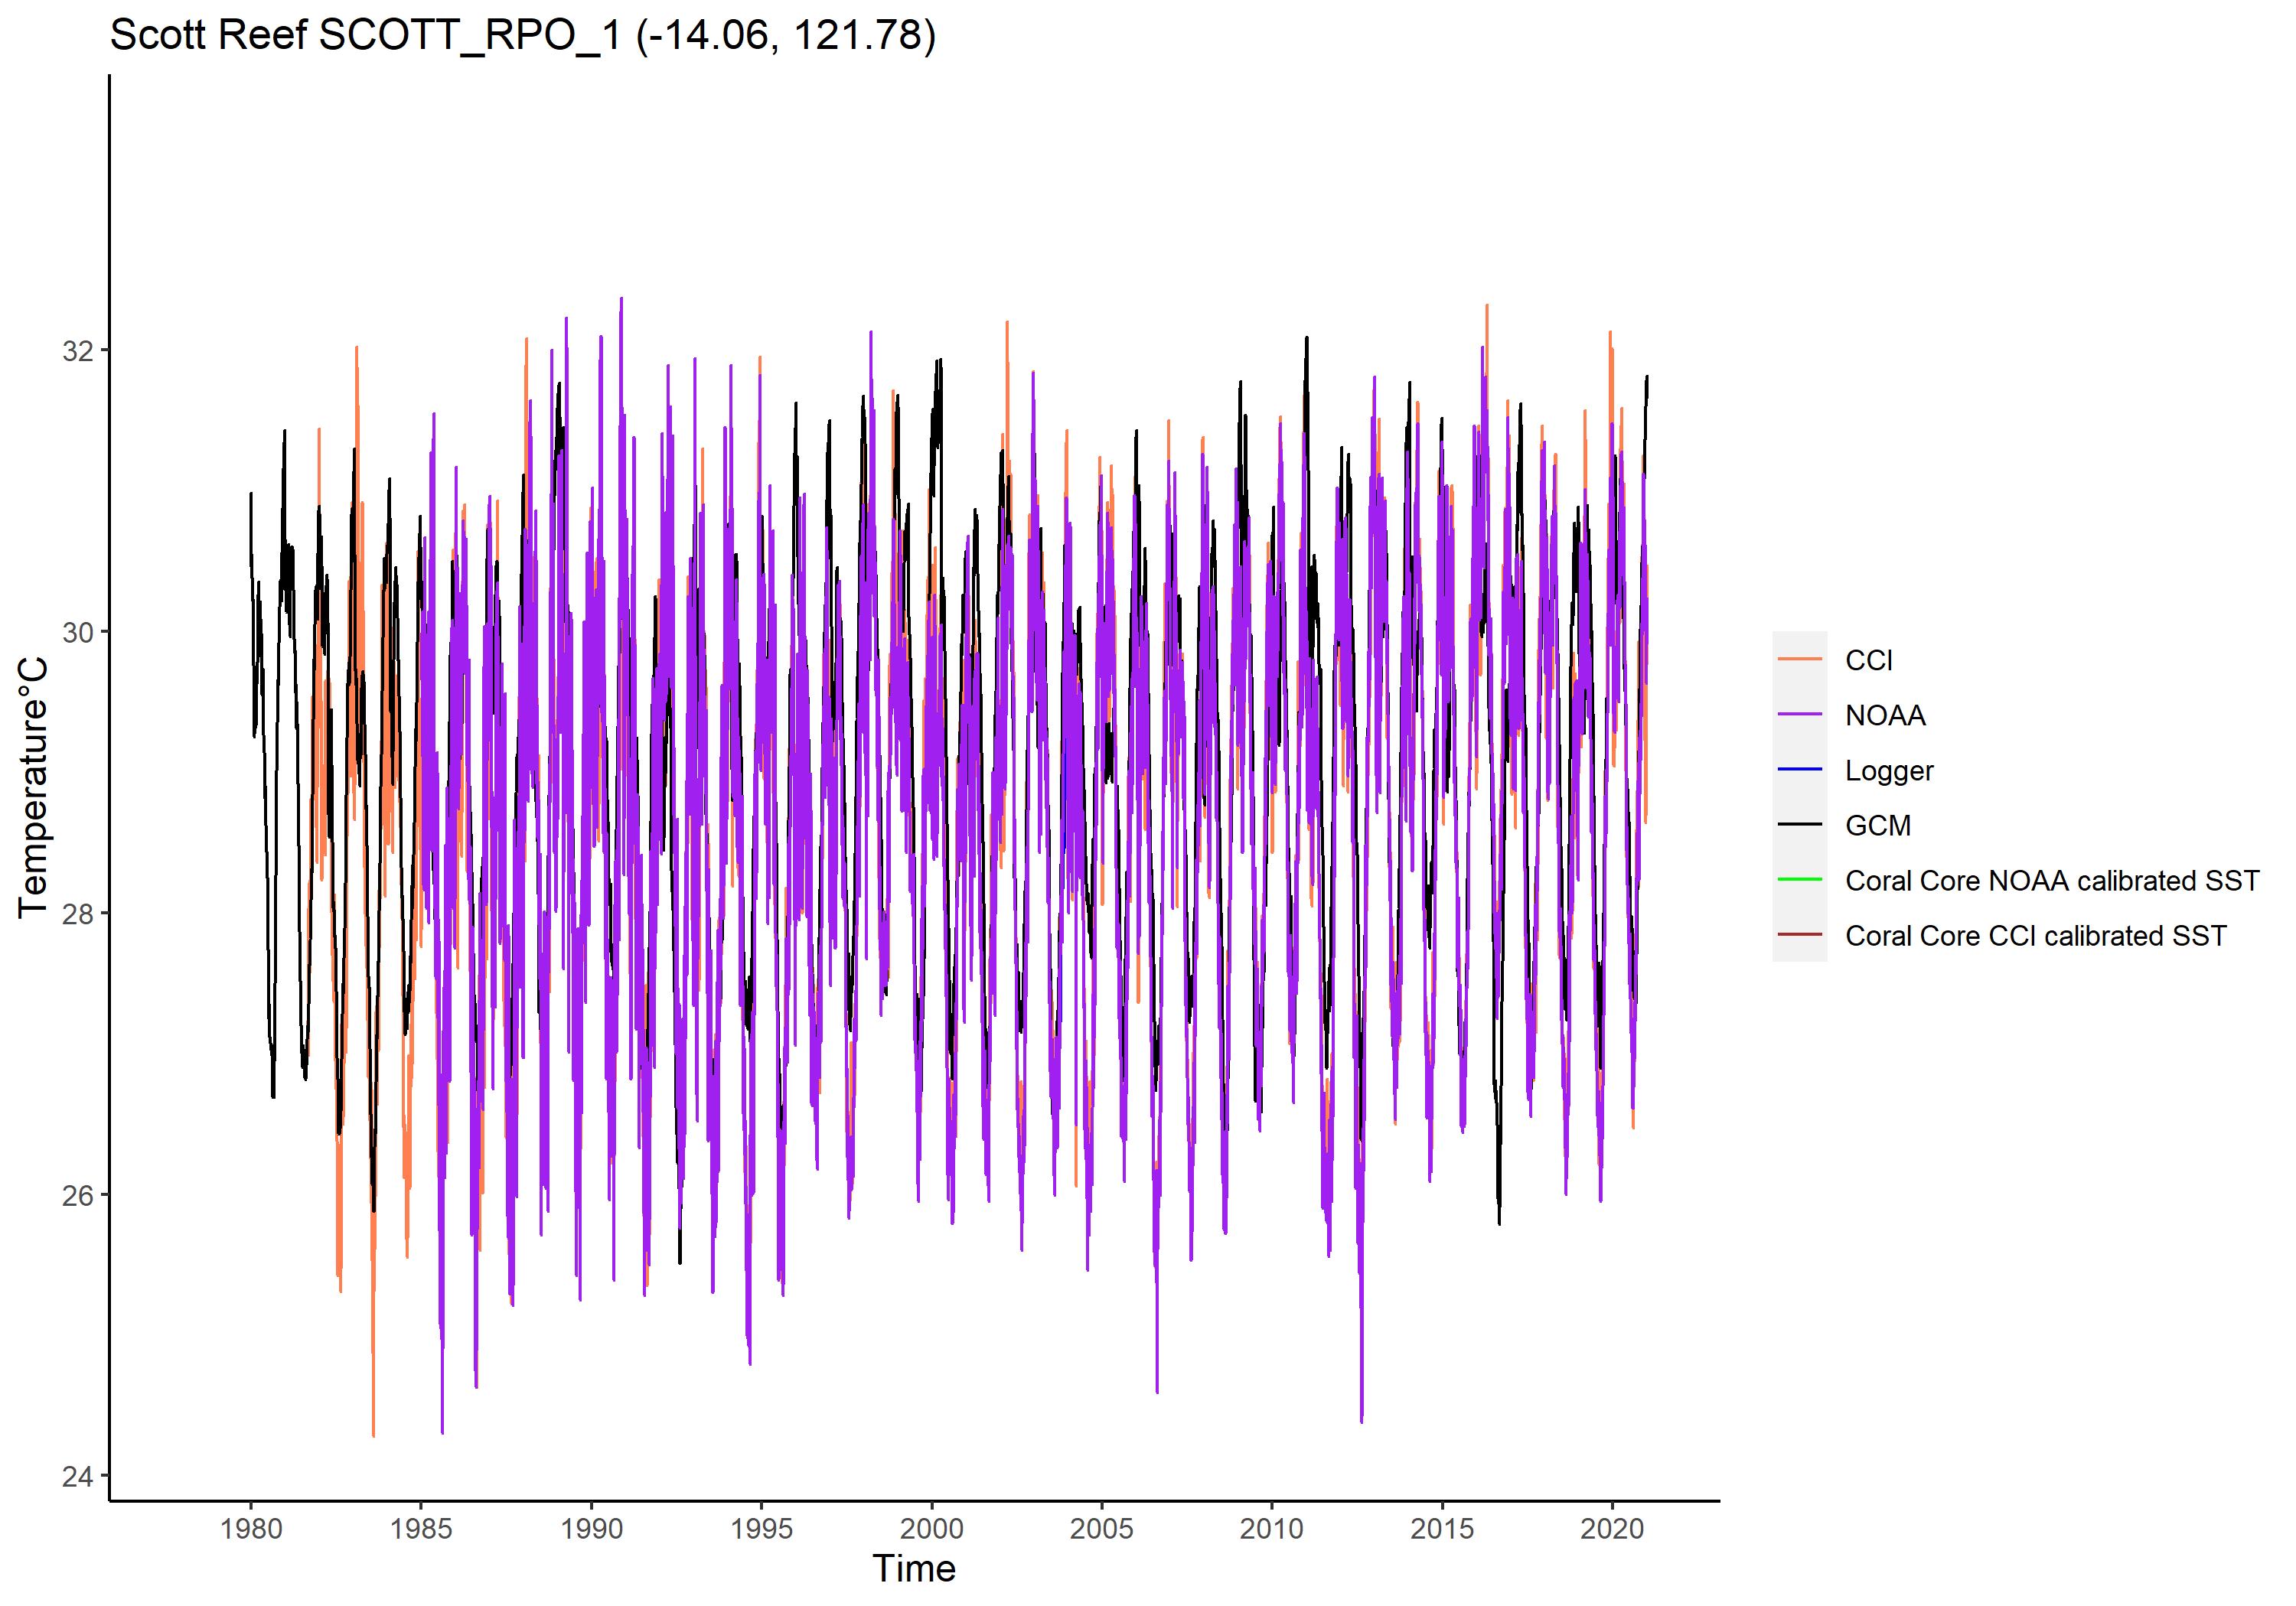 Scott Reef SCOTT_RPO_1 (-14.06, 121.78)
Temperature°C
32
30
28
26
24
1980 1985 1990 1995 2000 2005 2010 2015 2020
Time
CCI
NOAA
Logger
GCM
Coral Core NOAA calibrated SST
Coral Core CCI calibrated SST